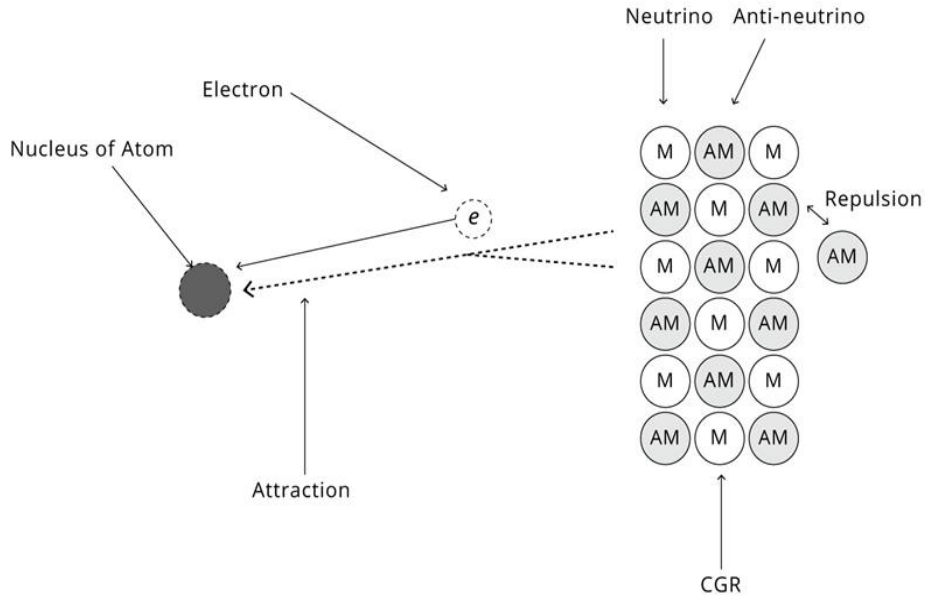 Neutrino Anti-neutrino
Electron
Nucleus of Atom
M AM M
AM M AM
Repulsion
e
AM
M AM M
AM M AM
M AM M
AM M AM
Attraction
CGR